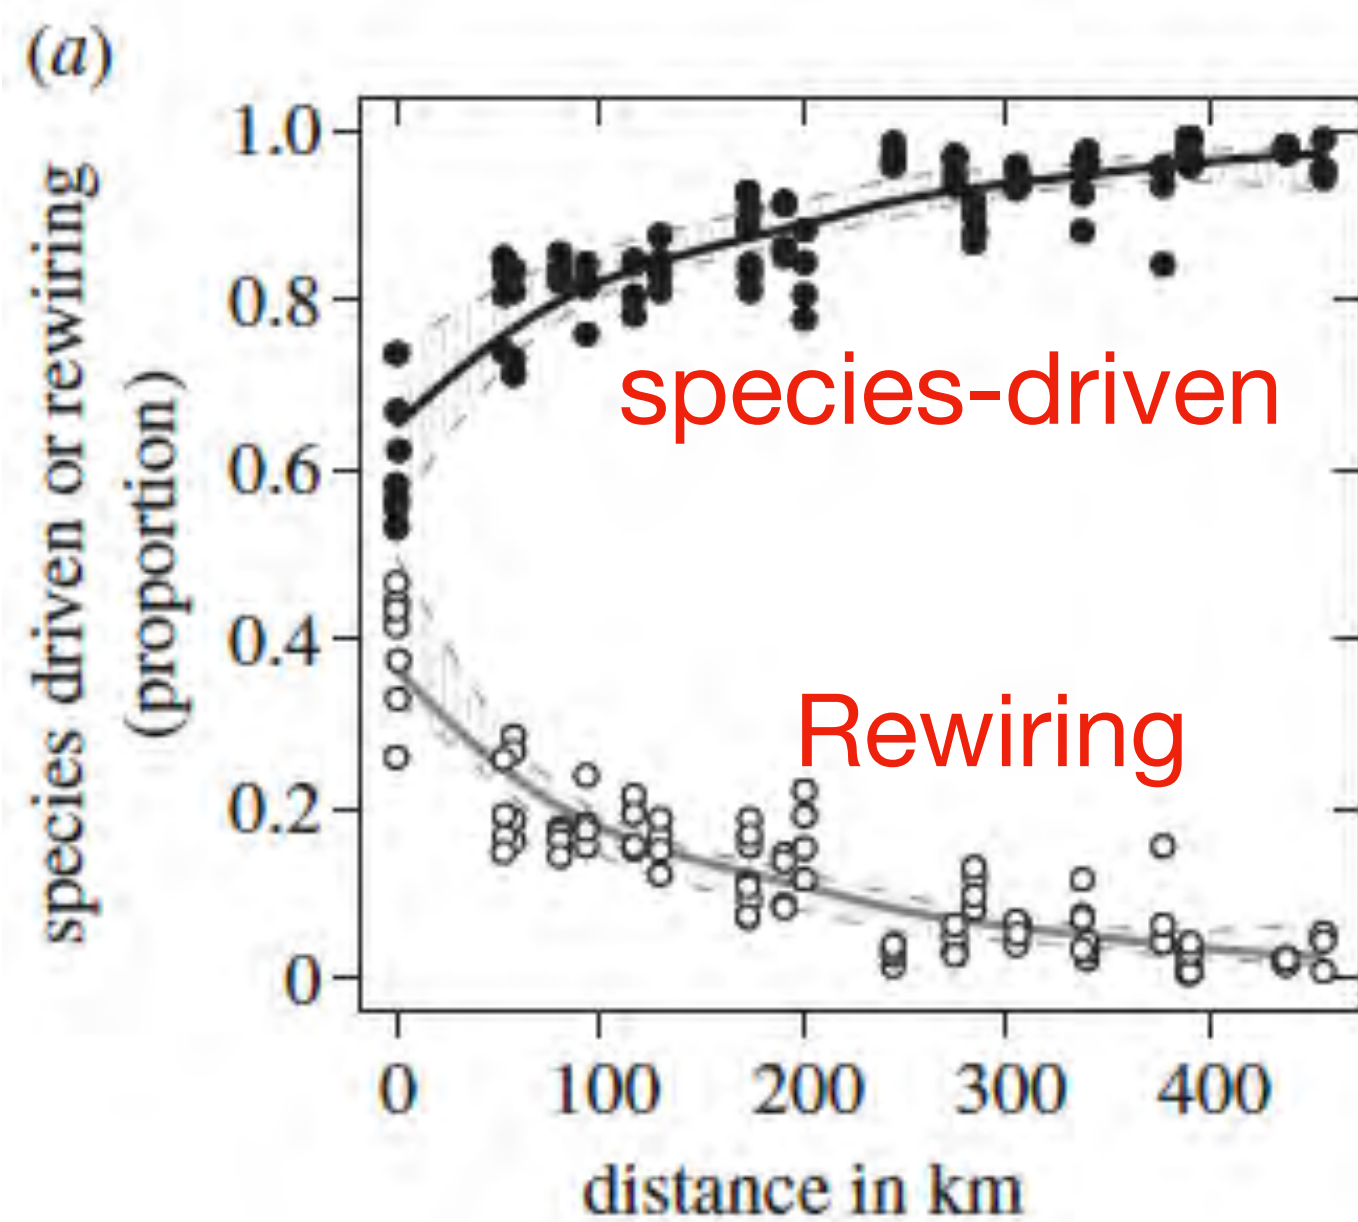 (a)
species driven or rewiring
(proportion)
1.0
0.8
0.6
0.4
0.2
0
species-driven
Rewiring
0 100 200 300 400
distance in km